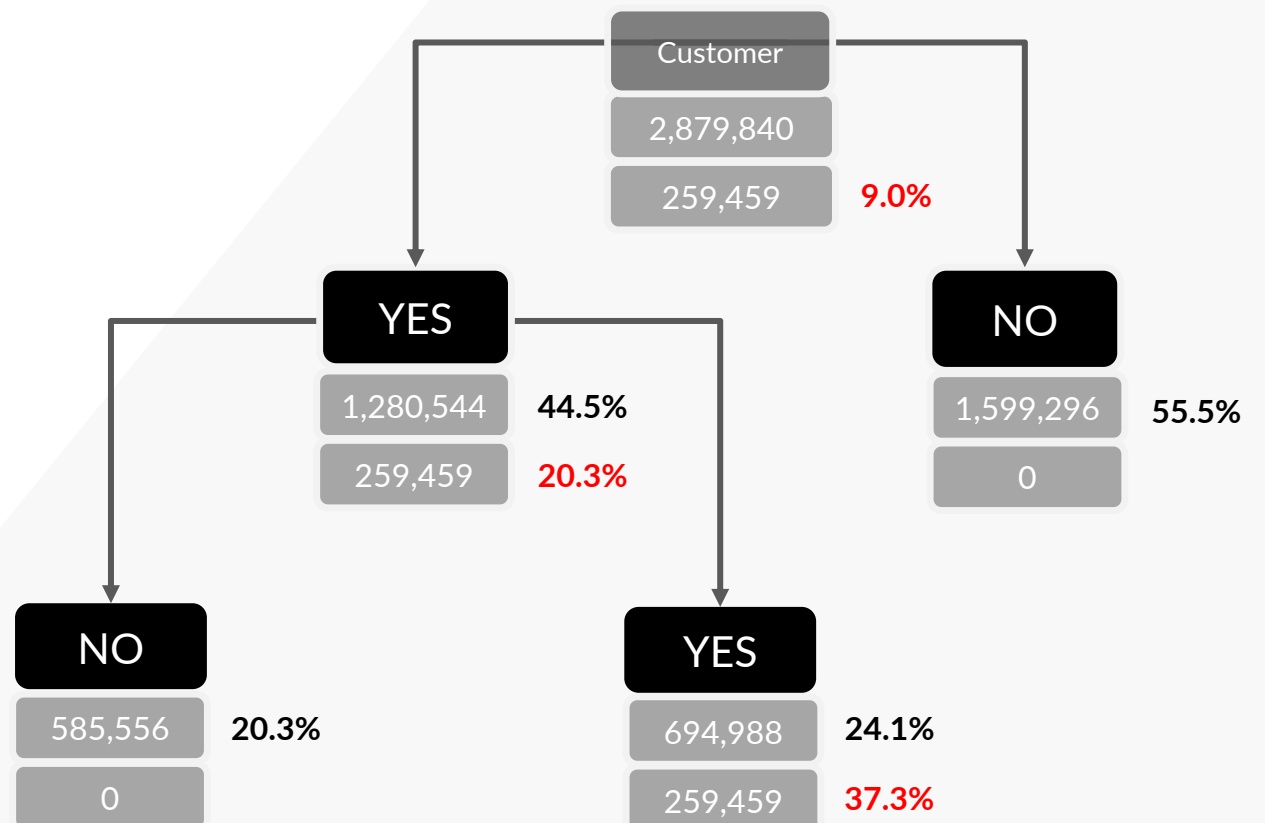 Customer
2,879,840
259,459 9.0%
YES
NO
1,280,544 44.5%
1,599,296 55.5%
259,459 20.3%
0
NO
YES
585,556 20.3%
694,988 24.1%
0
259,459 37.3%